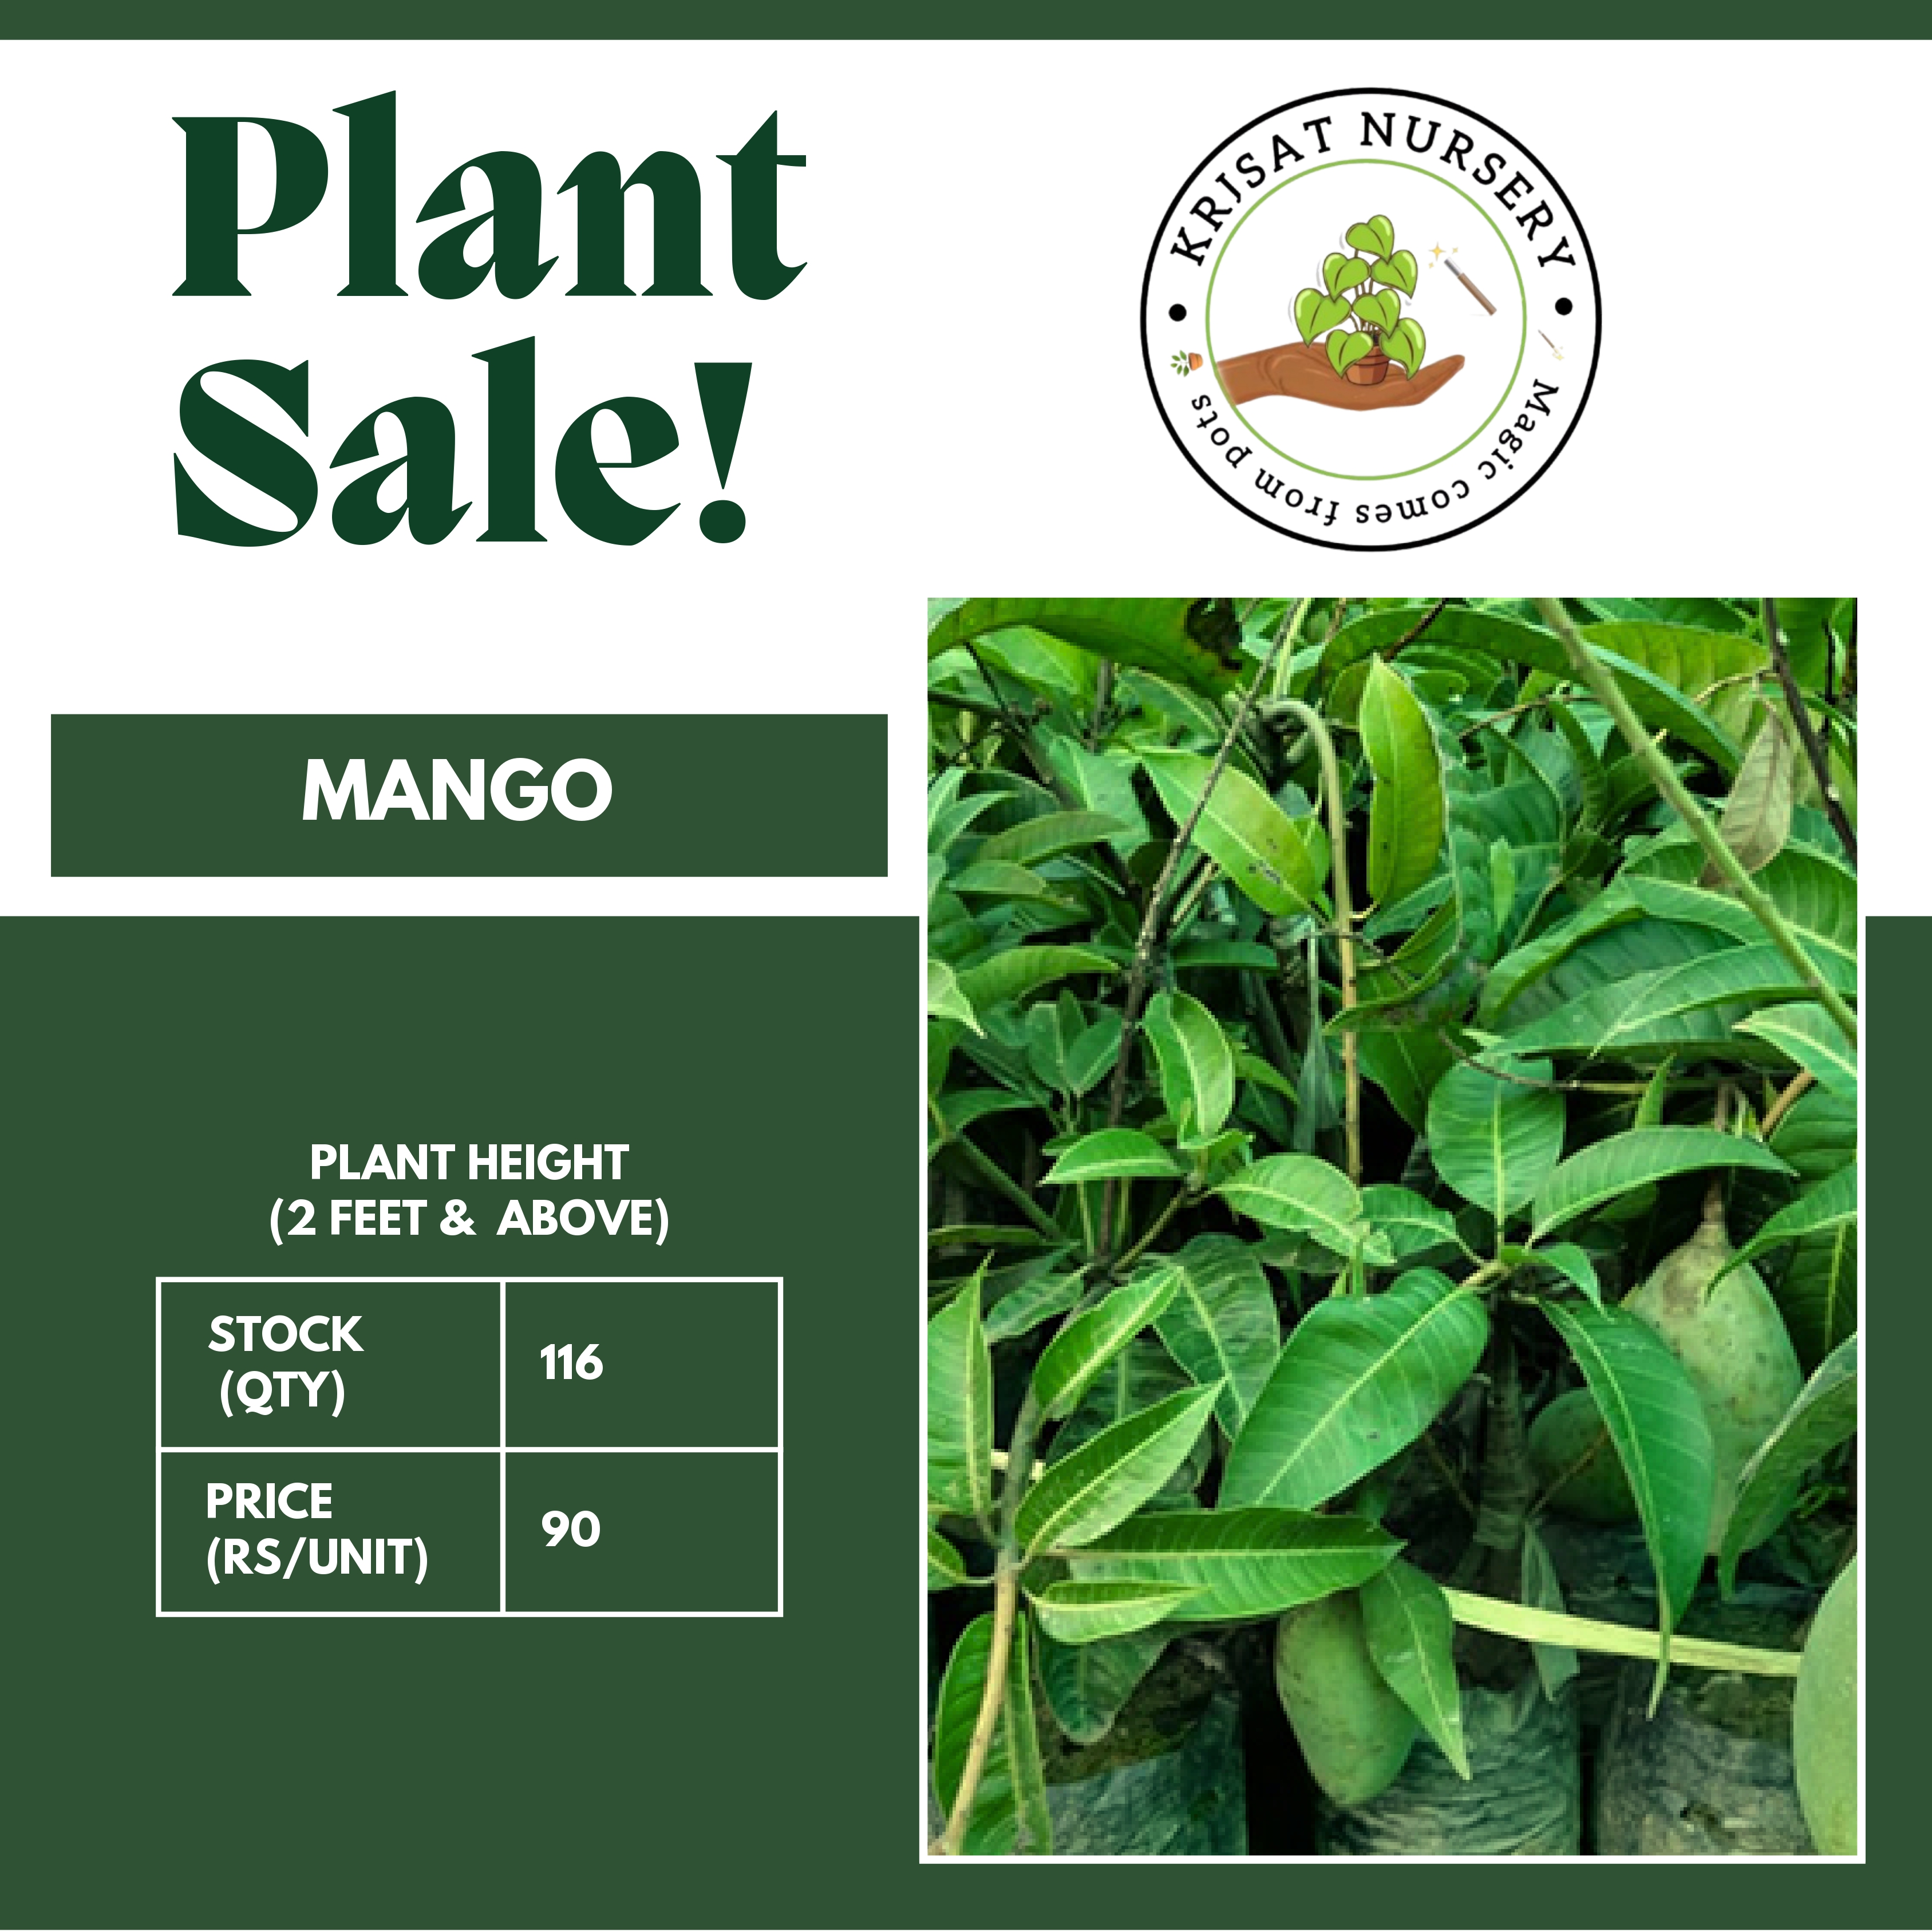 Plant
Sale!
KRISAT NURSERY
Magic comes from pots
MANGO
PLANT HEIGHT
(2 FEET & ABOVE)
STOCK
(QTY)
116
PRICE
(RS/UNIT)
90